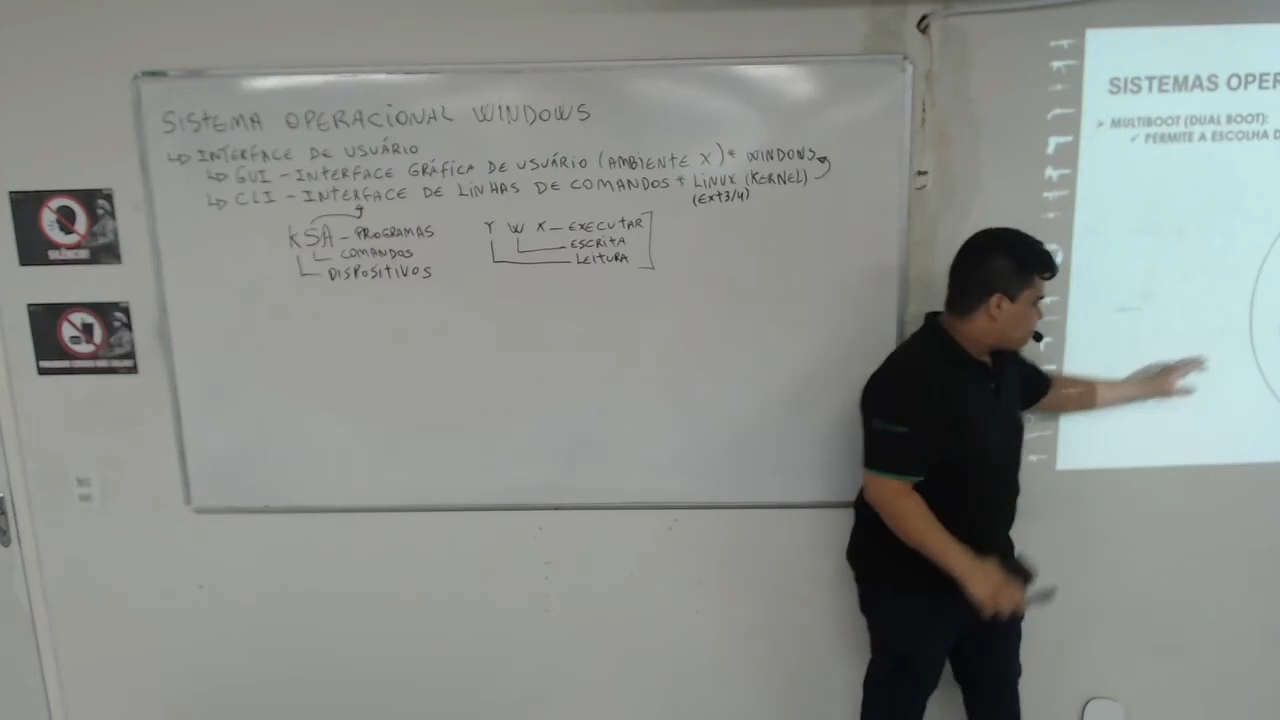 SISTEMA OPERACIONAL WINDOWS
↳ INTERFACE DE USUÁRIO
↳ GUI - INTERFACE GRÁFICA DE USUÁRIO (AMBIENTE X) * WINDOWS
↳ CLI - INTERFACE DE LINHAS DE COMANDOS * LINUX (KERNEL)
(EXT3/4)
KSA - PROGRAMAS
COMANDOS
DISPOSITIVOS
r W X - EXECUTAR
ESCRITA
LEITURA
SILÊNCIO
SISTEMAS OPER
➢ MULTIBOOT (DUAL BOOT):
✓ PERMITE A ESCOLHA D